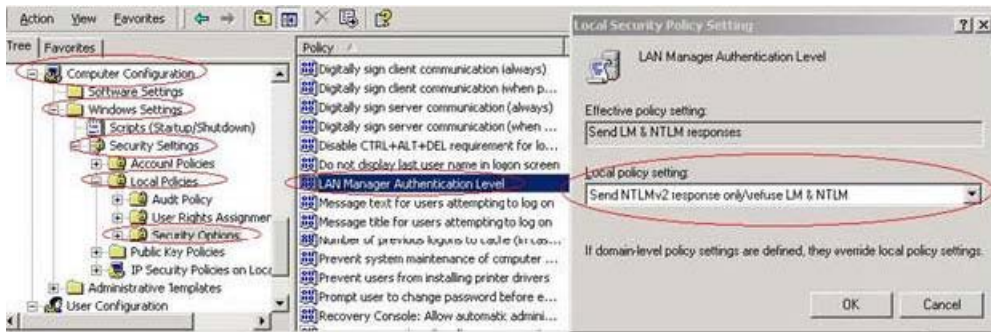 Action View Favorites
Tree Favorites
Computer Configuration
Software Settings
Windows Settings
Scripts (Startup/Shutdown)
Security Settings
Account Policies
Local Policies
Audit Policy
User Rights Assignmer
Security Options
Public Key Policies
IP Security Policies on Loca
Administrative Templates
User Configuration
Policy
Digitally sign client communication (always)
Digitally sign client communication (when p...
Digitally sign server communication (always)
Digitally sign server communication (when ...
Disable CTRL+ALT+DEL requirement for lo...
Do not display last user name in logon screen
LAN Manager Authentication Level
Message text for users attempting to log on
Message title for users attempting to log on
Number of previous logons to cache (in cas...
Prevent system maintenance of computer ...
Prevent users from installing printer drivers
Prompt user to change password before e...
Recovery Console: Allow automatic admini...
Local Security Policy Setting
LAN Manager Authentication Level
Effective policy setting:
Send LM & NTLM responses
Local policy setting:
Send NTLMv2 response only\refuse LM & NTLM
If domain-level policy settings are defined, they override local policy settings.
OK Cancel